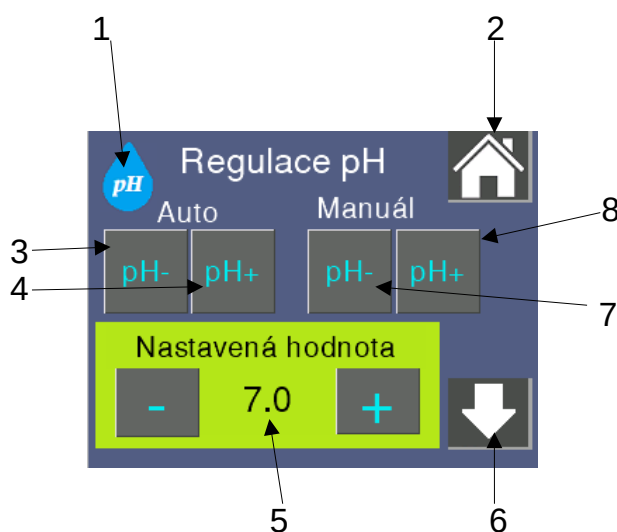 1
2
pH
Regulace pH
Auto
Manuál
3
8
pH-
pH+
pH-
pH+
4
7
Nastavená hodnota
-
7.0
+
5
6